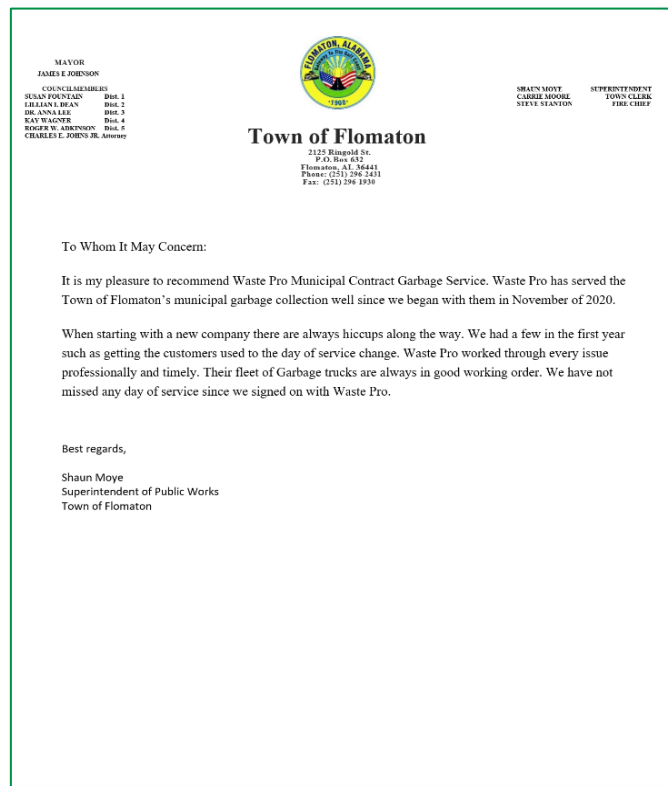 FLOMATON, ALABAMA
1908
MAYOR
JAMES E JOHNSON
COUNCILMEMBERS
SUSAN FOUNTAIN Dist. 1
LILLIAN I. DEAN Dist. 2
DR. ANNA LEE Dist. 3
KAY WAGNER Dist. 4
ROGER W. ADKINSON Dist. 5
CHARLES E. JOHNS JR. Attorney
SHAUN MOYE SUPERINTENDENT
CARRIE MOORE TOWN CLERK
STEVE STANTON FIRE CHIEF
Town of Flomaton
2125 Ringold St.
P.O. Box 632
Flomaton, AL 36441
Phone: (251) 296 2431
Fax: (251) 296 1930
To Whom It May Concern:
It is my pleasure to recommend Waste Pro Municipal Contract Garbage Service. Waste Pro has served the
Town of Flomaton’s municipal garbage collection well since we began with them in November of 2020.
When starting with a new company there are always hiccups along the way. We had a few in the first year
such as getting the customers used to the day of service change. Waste Pro worked through every issue
professionally and timely. Their fleet of Garbage trucks are always in good working order. We have not
missed any day of service since we signed on with Waste Pro.
Best regards,
Shaun Moye
Superintendent of Public Works
Town of Flomaton